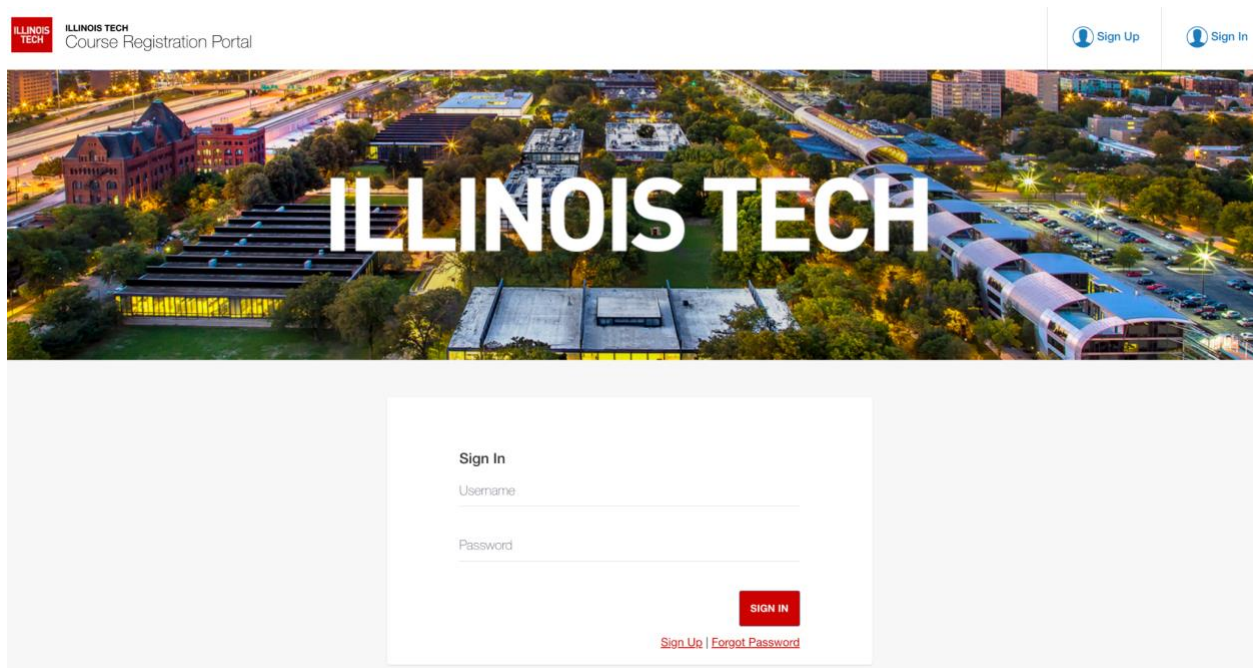 ILLINOIS
TECH
ILLINOIS TECH
Course Registration Portal
Sign Up
Sign In
ILLINOIS TECH
Sign In
Username
Password
SIGN IN
Sign Up | Forgot Password